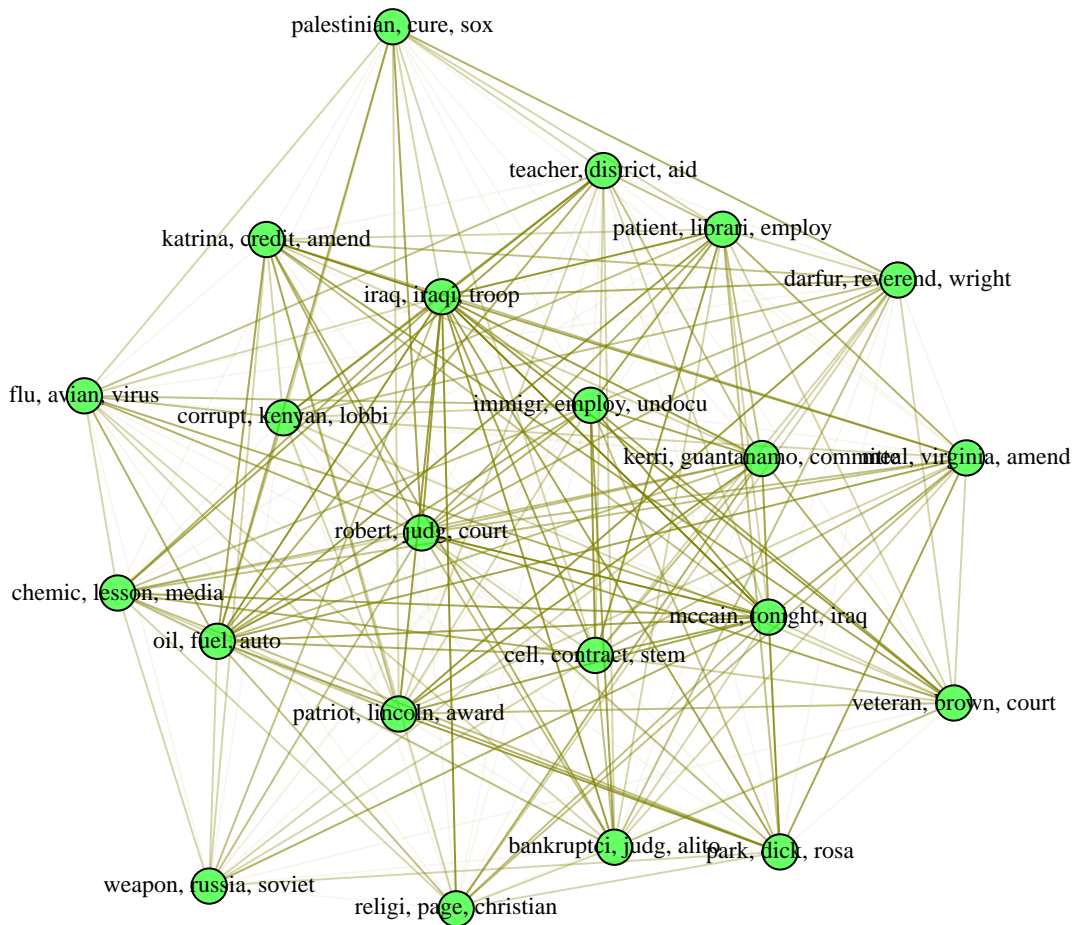 palestinian, cure, sox
teacher, district, aid
patient, librari, employ
katrina, credit, amend
darfur, reverend, wright
iraq, iraqi, troop
flu, avian, virus
corrupt, kenyan, lobbi
immigr, employ, undocu
kerri, guantanamo, committe
virginia, amend
robert, judg, court
chemic, lesson, media
mccain, tonight, iraq
oil, fuel, auto
cell, contract, stem
patriot, lincoln, award
veteran, brown, court
bankruptci, judg, alito
park, dick, rosa
weapon, russia, soviet
religi, page, christian